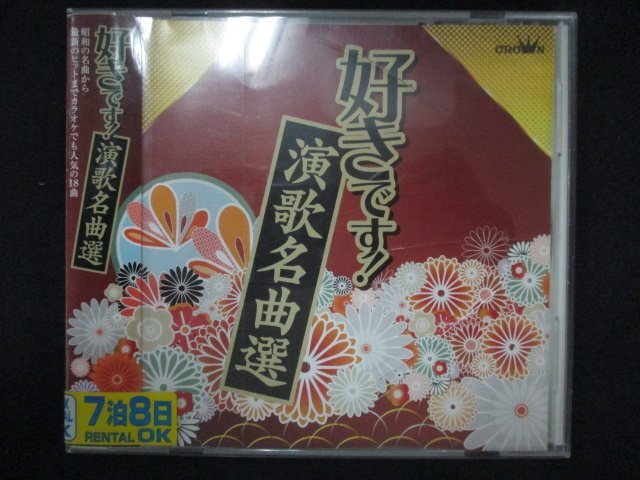 好きです!
演歌名曲選
昭和の名曲から
最新のヒットまでカラオケでも人気の18曲
CROWN
好きです!
演歌名曲選
7泊8日
RENTAL OK